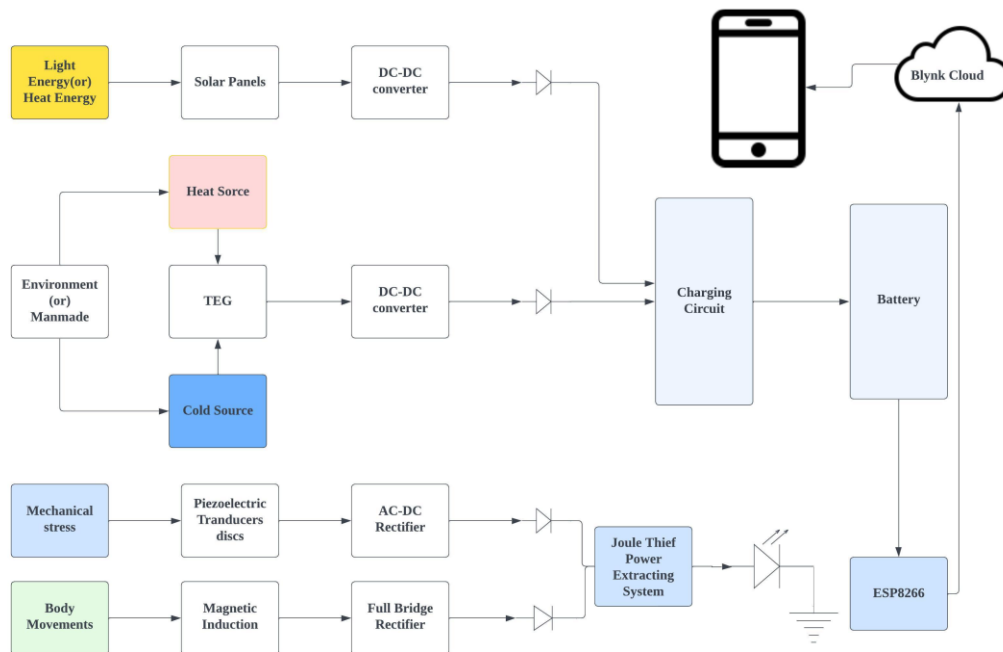 Light
Energy(or)
Heat Energy
Solar Panels
DC-DC
converter
Blynk Cloud
Heat Sorce
Environment
(or)
Manmade
TEG
DC-DC
converter
Charging
Circuit
Battery
Cold Source
Mechanical
stress
Piezoelectric
Tranducers
discs
AC-DC
Rectifier
Joule Thief
Power
Extracting
System
ESP8266
Body
Movements
Magnetic
Induction
Full Bridge
Rectifier